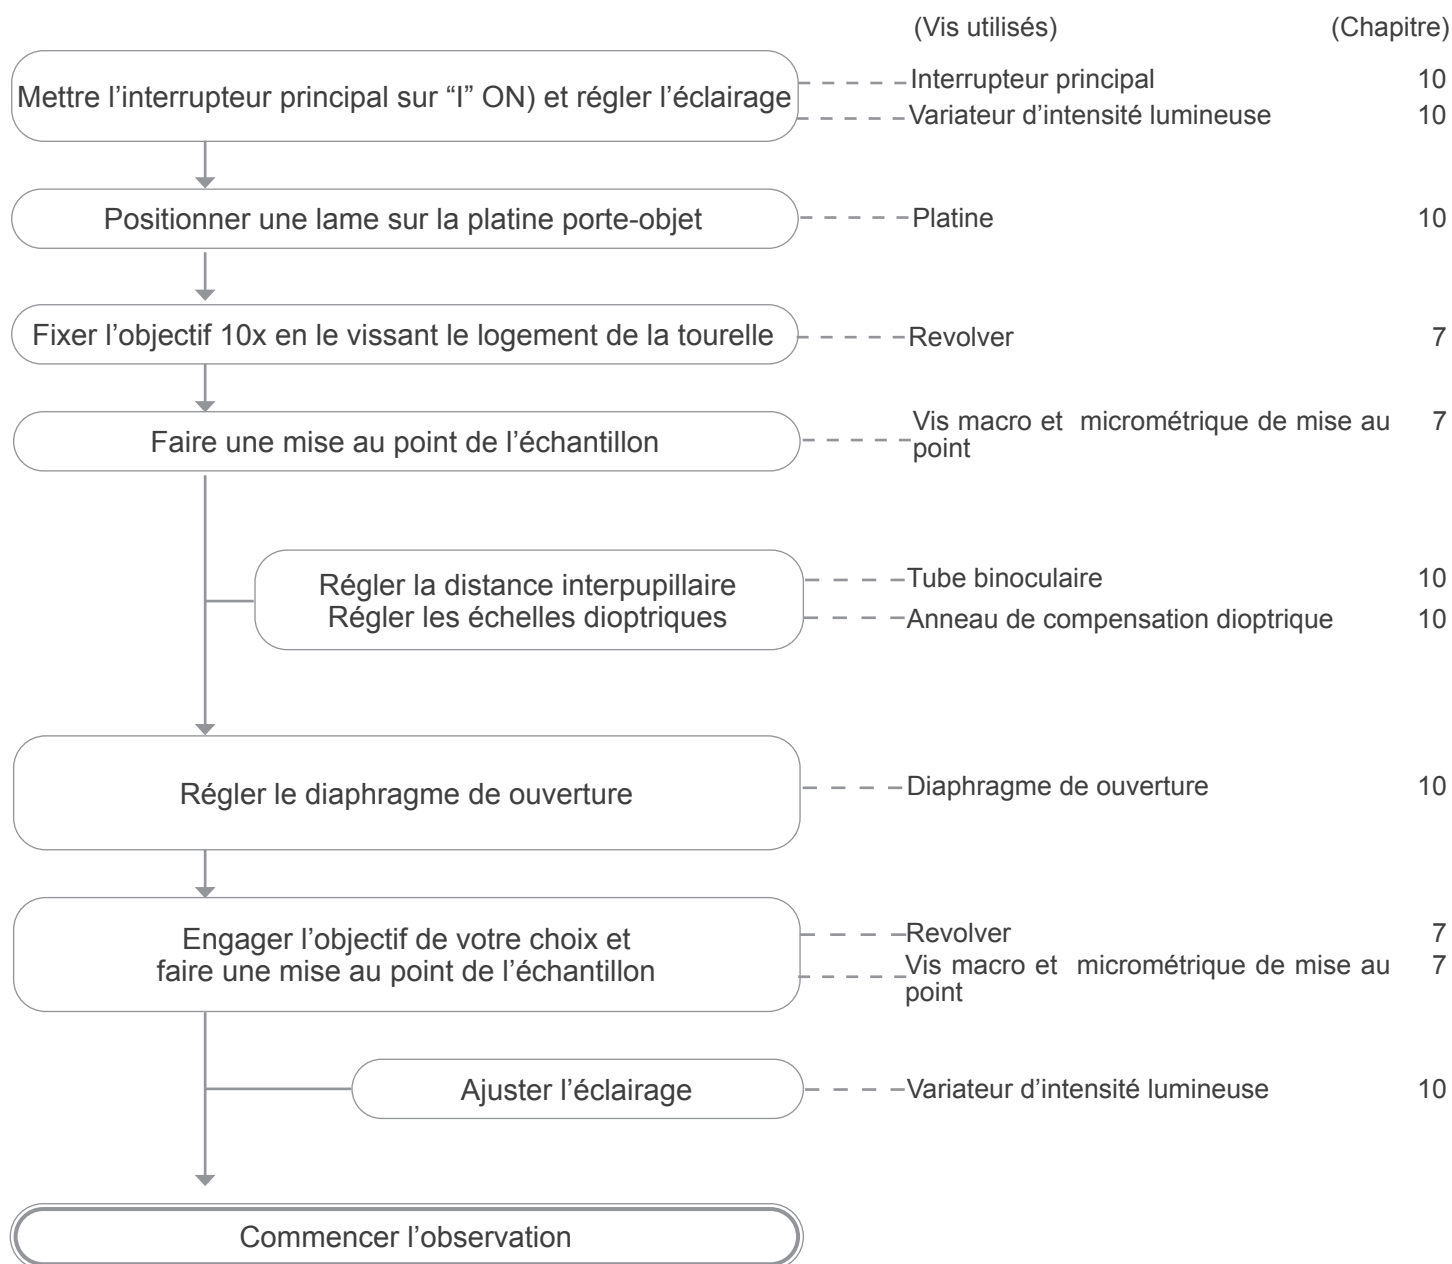 (Vis utilisés) (Chapitre)
Mettre l’interrupteur principal sur “I” ON) et régler l’éclairage
Interrupteur principal 10
Variateur d’intensité lumineuse 10
Positionner une lame sur la platine porte-objet
Platine 10
Fixer l’objectif 10x en le vissant le logement de la tourelle
Revolver 7
Faire une mise au point de l’échantillon
Vis macro et micrométrique de mise au 7
point
Régler la distance interpupillaire
Régler les échelles dioptriques
Tube binoculaire 10
Anneau de compensation dioptrique 10
Régler le diaphragme de ouverture
Diaphragme de ouverture 10
Engager l’objectif de votre choix et
faire une mise au point de l’échantillon
Revolver 7
Vis macro et micrométrique de mise au 7
point
Ajuster l’éclairage
Variateur d’intensité lumineuse 10
Commencer l’observation